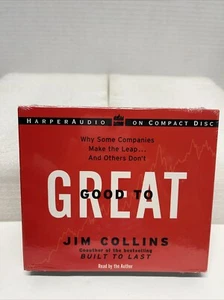 HARPERAUDIO ON COMPACT DISC
Why Some Companies
Make the Leap...
And Others Don't
GOOD TO
GREAT
JIM COLLINS
Coauthor of the bestselling
BUILT TO LAST
Read by the Author